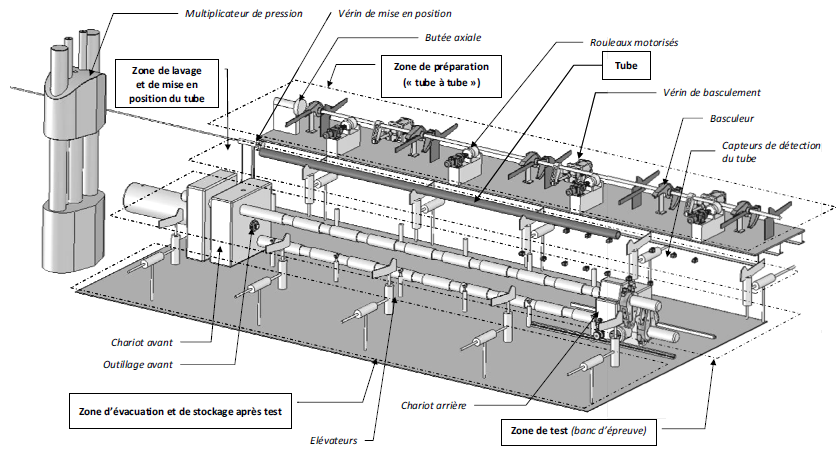 Multiplicateur de pression
Vérin de mise en position
Butée axiale
Rouleaux motorisés
Zone de préparation
(« tube à tube »)
Tube
Zone de lavage
et de mise en
position du tube
Vérin de basculement
Basculeur
Capteurs de détection
du tube
Chariot avant
Outillage avant
Zone d'évacuation et de stockage après test
Chariot arrière
Zone de test (banc d'épreuve)
Elévateurs